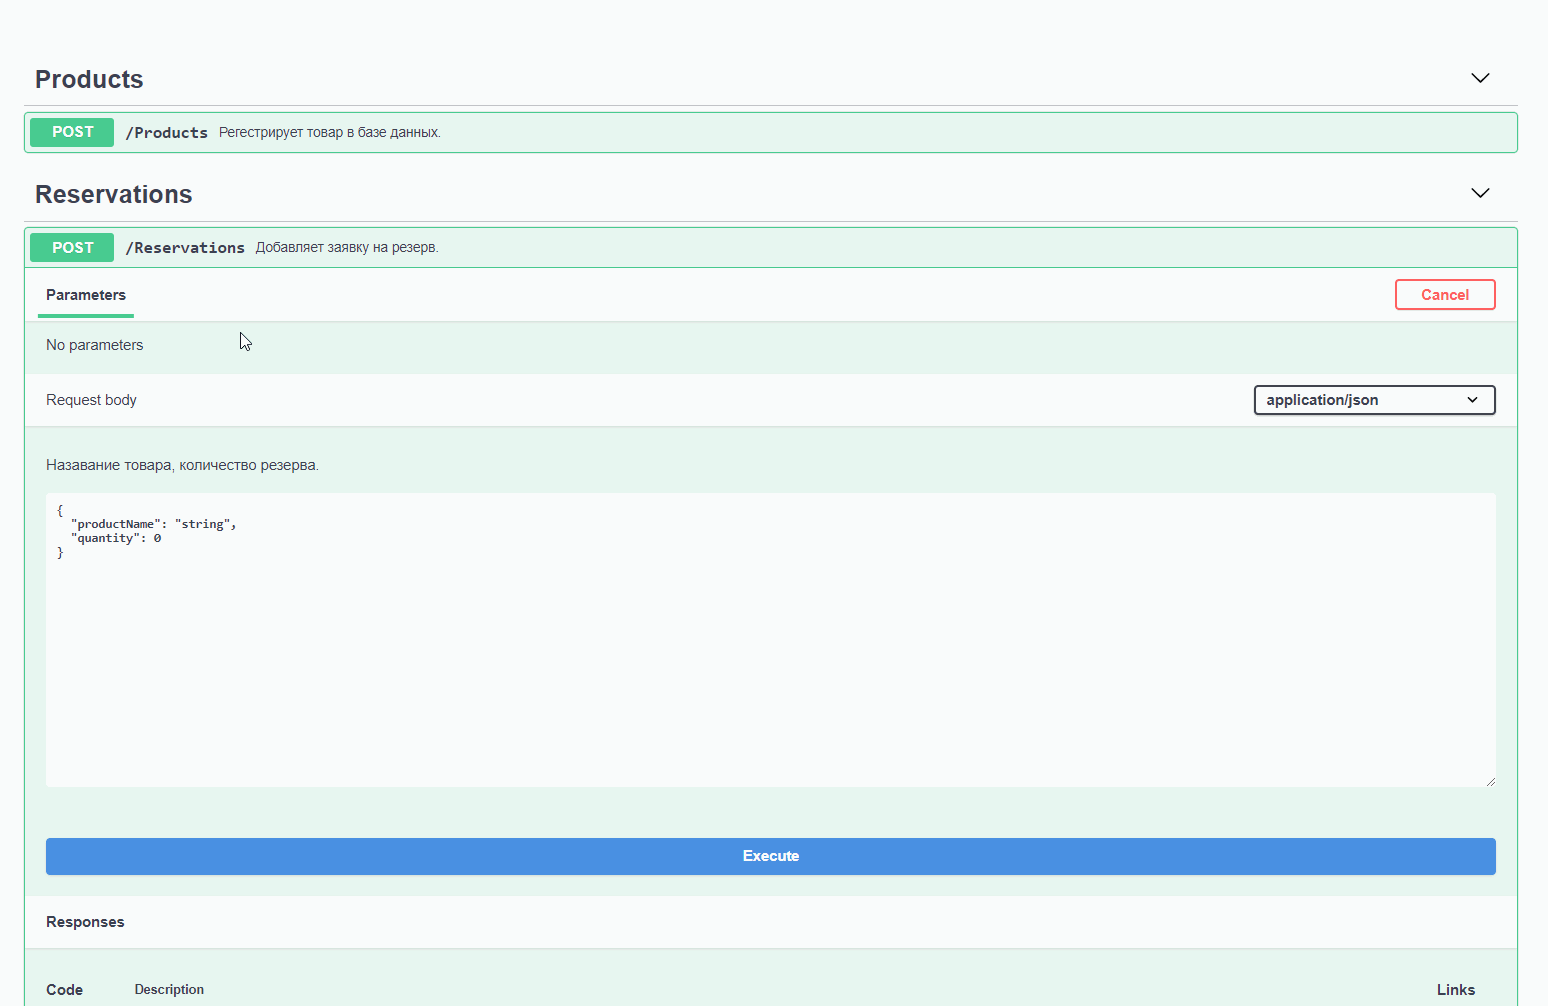 Products
POST /Products Регестрирует товар в базе данных.
Reservations
POST /Reservations Добавляет заявку на резерв.
Parameters Cancel
No parameters
Request body application/json
Назавание товара, количество резерва.
{
"productName": "string",
"quantity": 0
}
Execute
Responses
Code Description Links